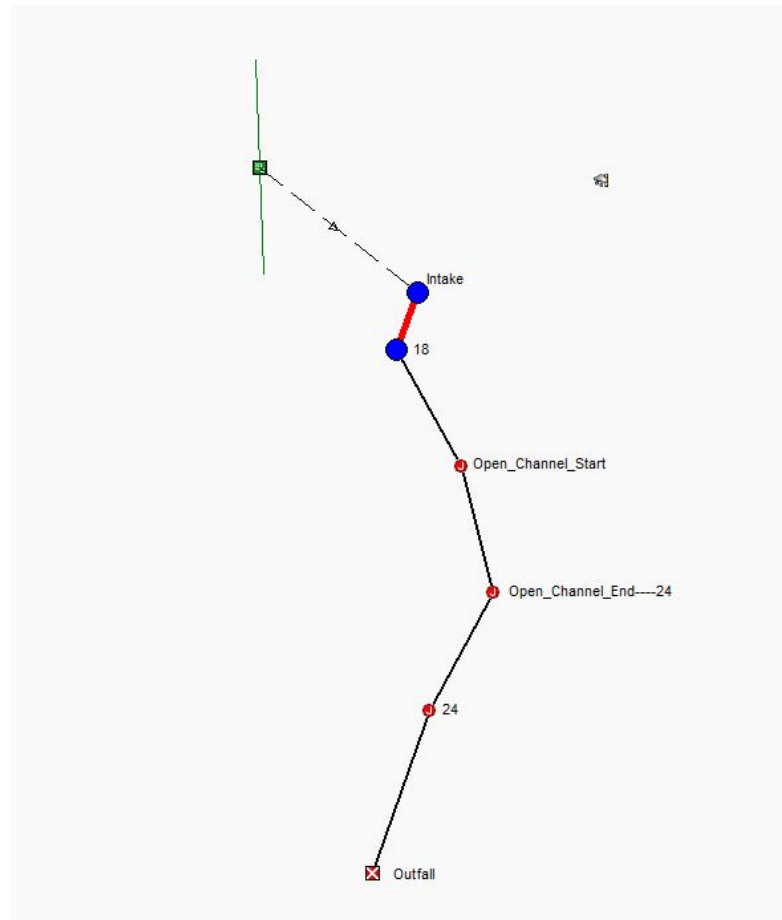 Intake
18
Open_Channel_Start
Open_Channel_End----24
24
Outfall